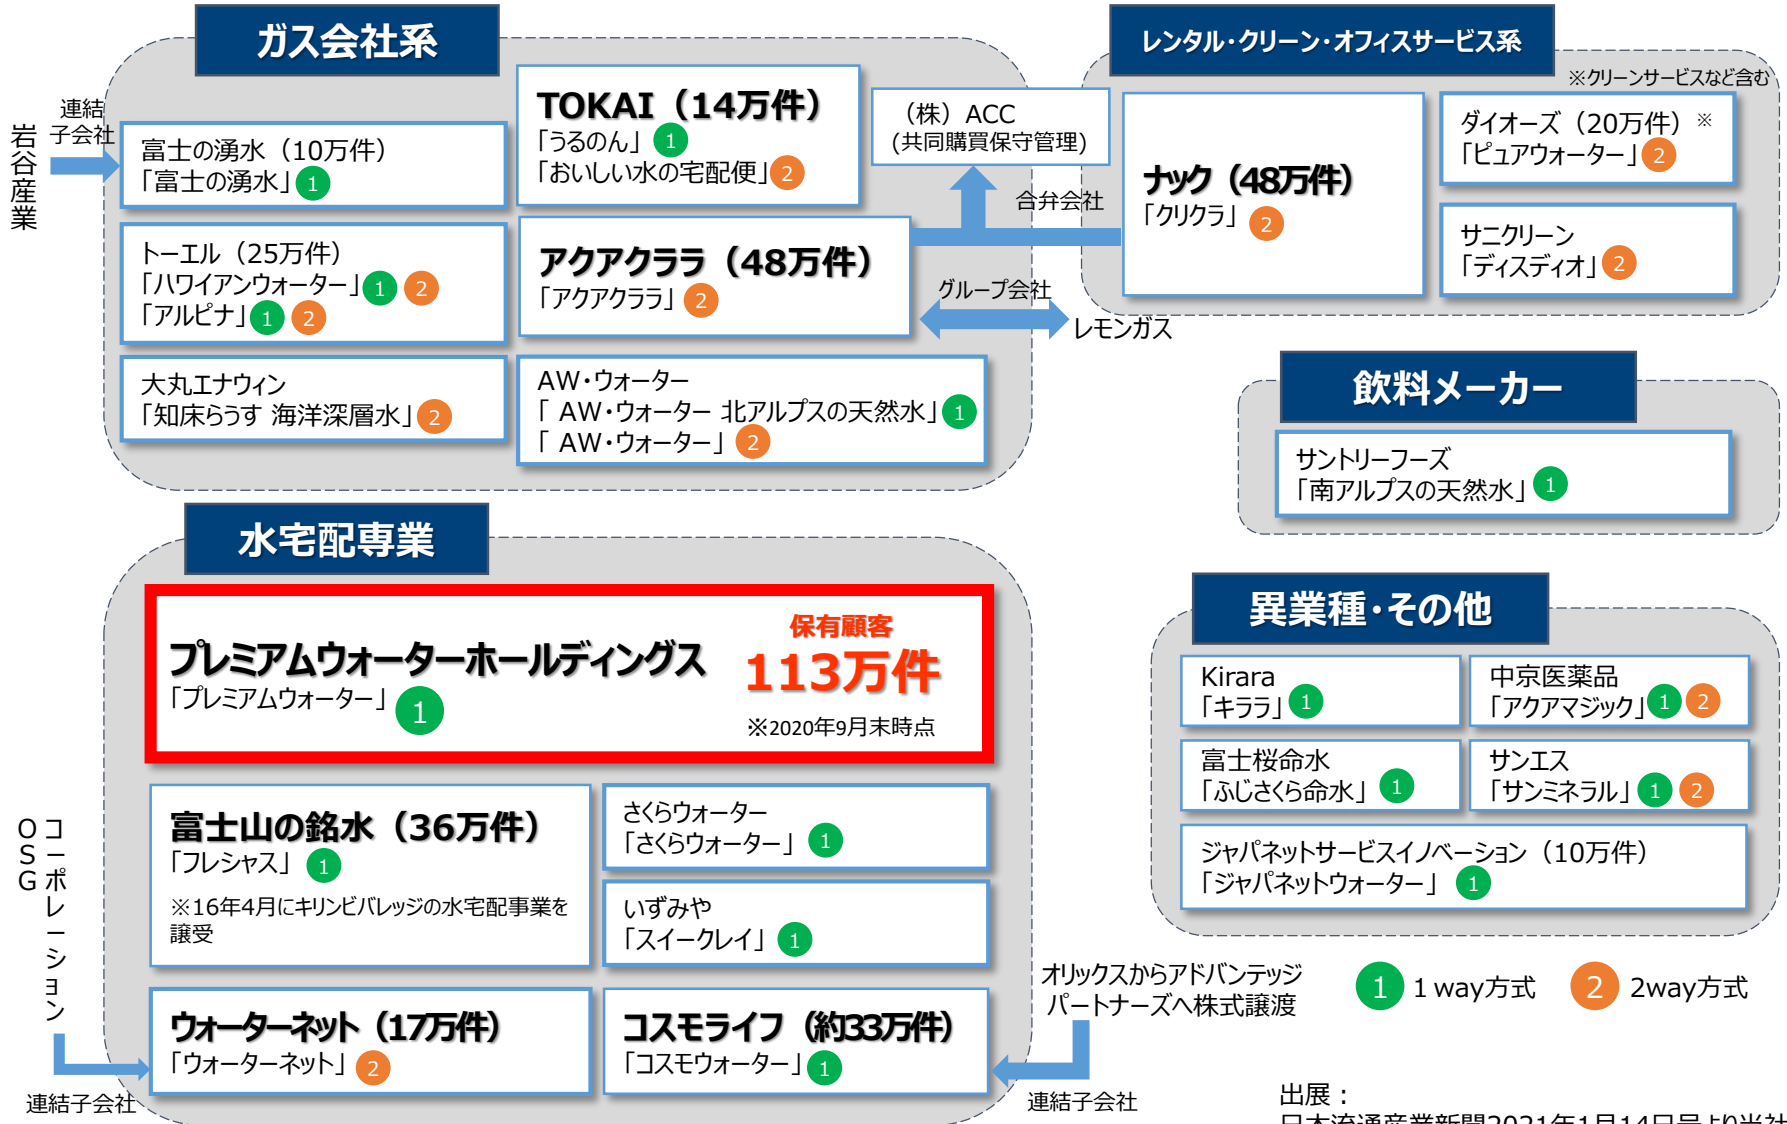 ガス会社系
連結
子会社
岩谷産業
富士の湧水（10万件）
「富士の湧水」1
TOKAI（14万件）
「うるのん」1
「おいしい水の宅配便」2
トーエル（25万件）
「ハワイアンウォーター」1 2
「アルピナ」1 2
アクアクララ（48万件）
「アクアクララ」2
大丸エナウィン
「知床らうす 海洋深層水」2
AW・ウォーター
「 AW・ウォーター 北アルプスの天然水」1
「 AW・ウォーター」2
（株）ACC
(共同購買保守管理)
合弁会社
グループ会社
レモンガス
レンタル・クリーン・オフィスサービス系
※クリーンサービスなど含む
ナック（48万件）
「クリクラ」2
ダイオーズ（20万件）※
「ピュアウォーター」2
サニクリーン
「ディスディオ」2
飲料メーカー
サントリーフーズ
「南アルプスの天然水」1
水宅配専業
プレミアムウォーターホールディングス
「プレミアムウォーター」1
保有顧客
113万件
※2020年9月末時点
富士山の銘水（36万件）
「フレシャス」1
※16年4月にキリンビバレッジの水宅配事業を
譲受
さくらウォーター
「さくらウォーター」1
いずみや
「スイークレイ」1
OSG
コーポレーション
連結子会社
ウォーターネット（17万件）
「ウォーターネット」2
コスモライフ（約33万件）
「コスモウォーター」1
オリックスからアドバンテッジ
パートナーズへ株式譲渡
連結子会社
異業種・その他
Kirara
「キララ」1
中京医薬品
「アクアマジック」1 2
富士桜命水
「ふじさくら命水」1
サンエス
「サンミネラル」1 2
ジャパネットサービスイノベーション（10万件）
「ジャパネットウォーター」1
1 １way方式
2 2way方式
出展：
日本流通産業新聞2021年1月14日号より当社